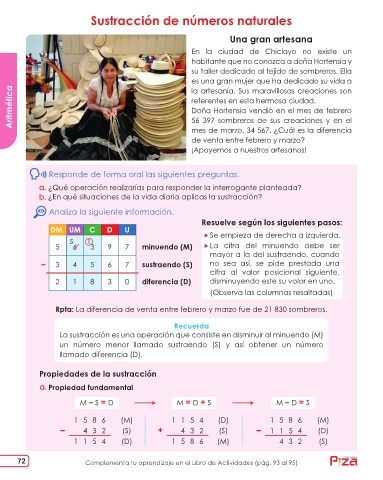 Sustracción de números naturales
Aritmética
Una gran artesana
En la ciudad de Chiclayo no existe un
habitante que no conozca a doña Hortensia y
su taller dedicado al tejido de sombreros. Ella
es una gran mujer que ha dedicado su vida a
la artesanía. Sus maravillosas creaciones son
referentes en esta hermosa ciudad.
Doña Hortensia vendió en el mes de febrero
56 397 sombreros de sus creaciones y en el
mes de marzo, 34 567. ¿Cuál es la diferencia
de venta entre febrero y marzo?
¡Apoyemos a nuestros artesanos!
Responde de forma oral las siguientes preguntas.
a. ¿Qué operación realizarías para responder la interrogante planteada?
b. ¿En qué situaciones de la vida diaria aplicas la sustracción?
Analiza la siguiente información.
DM UM C D U
5 1
5 6 3 9 7 minuendo (M)
– 3 4 5 6 7 sustraendo (S)
2 1 8 3 0 diferencia (D)
Resuelve según los siguientes pasos:
Se empieza de derecha a izquierda.
La cifra del minuendo debe ser
mayor a la del sustraendo, cuando
no sea así, se pide prestada una
cifra al valor posicional siguiente,
disminuyendo este su valor en uno.
(Observa las columnas resaltadas)
Rpta: La diferencia de venta entre febrero y marzo fue de 21 830 sombreros.
Recuerda
La sustracción es una operación que consiste en disminuir al minuendo (M)
un número menor llamado sustraendo (S) y así obtener un número
llamado diferencia (D).
Propiedades de la sustracción
a. Propiedad fundamental
M – S = D → M = D + S → M – D = S
1 5 8 6 (M) 1 1 5 4 (D) 1 5 8 6 (M)
– 4 3 2 (S) + 4 3 2 (S) – 1 1 5 4 (D)
1 1 5 4 (D) 1 5 8 6 (M) 4 3 2 (S)
72
Complementa tu aprendizaje en el Libro de Actividades (pág. 93 al 95)
Piza